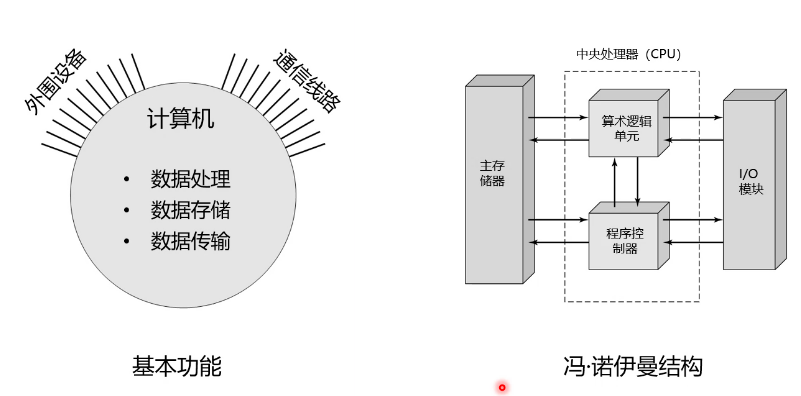 外围设备
通信线路
计算机
• 数据处理
• 数据存储
• 数据传输
基本功能
中央处理器（CPU）
主存
储器
算术逻辑
单元
程序控
制器
I/O
模块
冯·诺伊曼结构